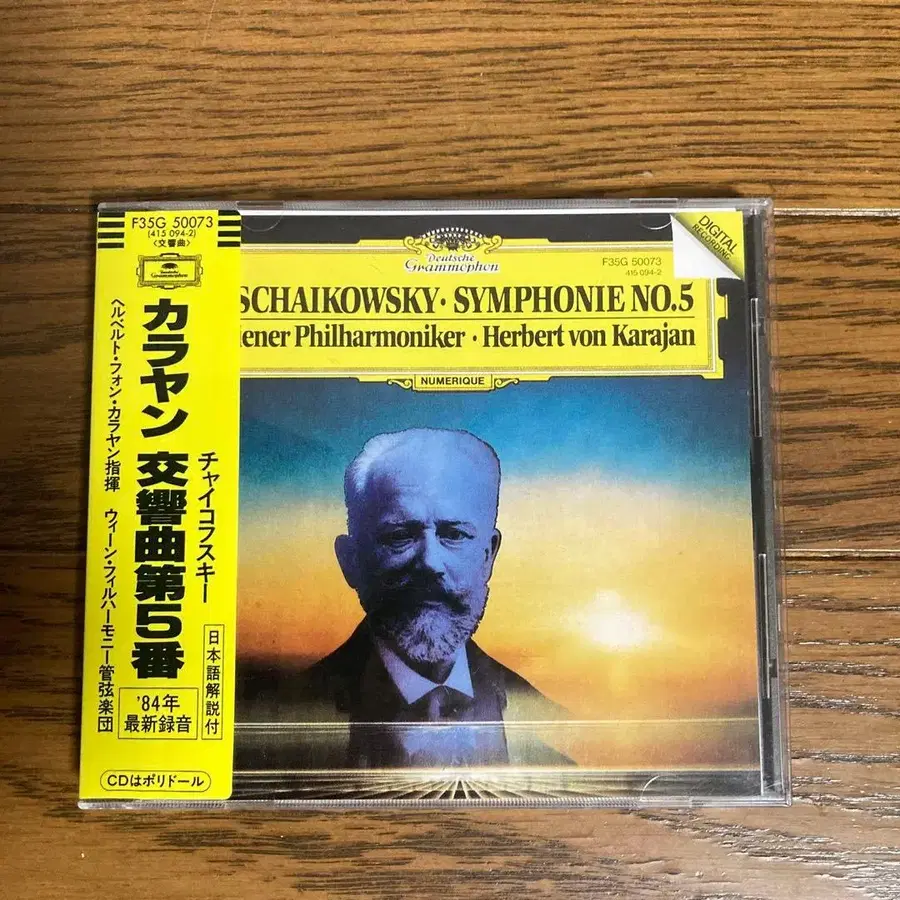 F35G 50073
(415 094-2)
〈交響曲〉
Deutsche
Grammophon
カラヤン 交響曲第5番
チャイコフスキー
ヘルベルト・フォン・カラヤン指揮 ウィーン・フィルハーモニー管弦楽団
日本語解説付
'84年
最新録音
CDはポリドール
Deutsche
Grammophon
F35G 50073
415 094-2
DIGITAL
RECORDING
SCHAIKOWSKY · SYMPHONIE NO.5
ener Philharmoniker · Herbert von Karajan
NUMERIQUE